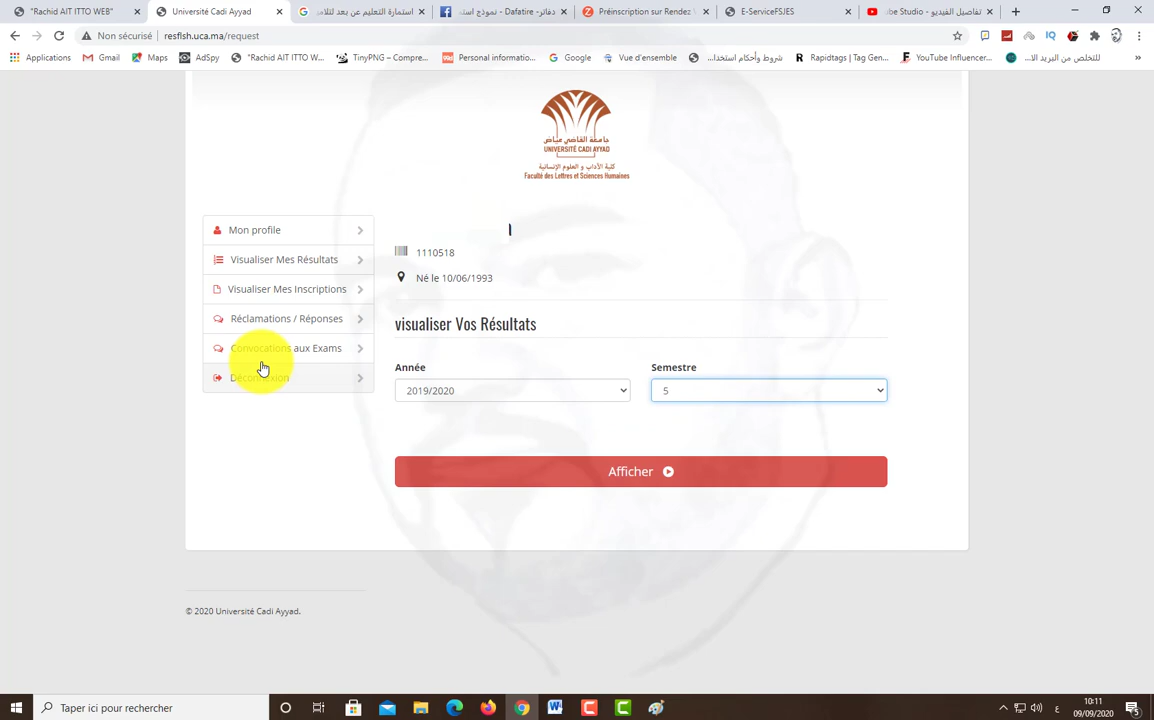 "Rachid AIT ITTO WEB"
Université Cadi Ayyad
استمارة التعليم عن بعد لتلامي
دفاتر- Dafatire - نموذج است
Préinscription sur Rendez
E-ServiceFSJES
تفاصيل الفيديو - be Studio
Non sécurisé
resflsh.uca.ma/request
Applications
Gmail
Maps
AdSpy
"Rachid AIT ITTO W...
TinyPNG – Compre...
Personal informatio...
Google
Vue d'ensemble
شروط وأحكام استخدا...
Rapidtags | Tag Gen...
YouTube Influencer...
للتخلص من البريد الا...
جامعة القاضي عياض
UNIVERSITÉ CADI AYYAD
كلية الآداب و العلوم الإنسانية
Faculté des Lettres et Sciences Humaines
Mon profile
Visualiser Mes Résultats
Visualiser Mes Inscriptions
Réclamations / Réponses
Convocations aux Exams
Déconnexion
1110518
Né le 10/06/1993
visualiser Vos Résultats
Année
Semestre
2019/2020
5
Afficher
© 2020 Université Cadi Ayyad.
Taper ici pour rechercher
ع
10:11
09/09/2020
5